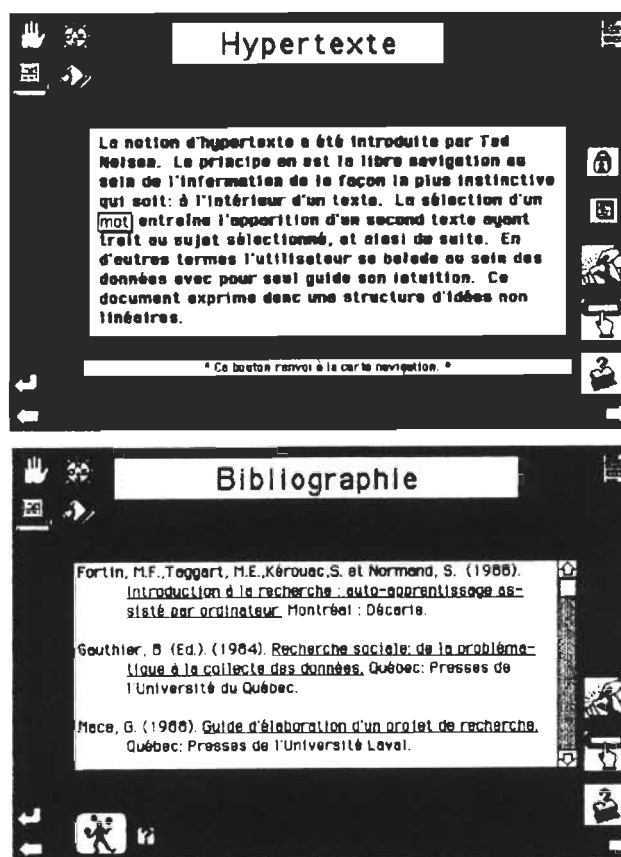 Hypertexte
La notion d'hypertexte a été introduite par Ted
Nelson. Le principe en est la libre navigation au
sein de l'information de la façon la plus instinctive
qui soit: à l'intérieur d'un texte. La sélection d'un
mot entraîne l'apparition d'un second texte ayant
trait au sujet sélectionné, et ainsi de suite. En
d'autres termes l'utilisateur se balade au sein des
données avec pour seul guide son intuition. Ce
document exprime donc une structure d'idées non
linéaires.
* Ce bouton renvoi à la carte navigation. *
Bibliographie
Fortin, M.F.,Taggart, M.E.,Kérouac,S. et Normand, S. (1988).
Introduction à la recherche : auto-apprentissage as-
sisté par ordinateur. Montréal : Décarie.
Gauthier, B (Ed.). (1984). Recherche sociale: de la probléma-
tique à la collecte des données. Québec: Presses de
l'Université du Québec.
Mace, G. (1988). Guide d'élaboration d'un projet de recherche.
Québec: Presses de l'Université Laval.